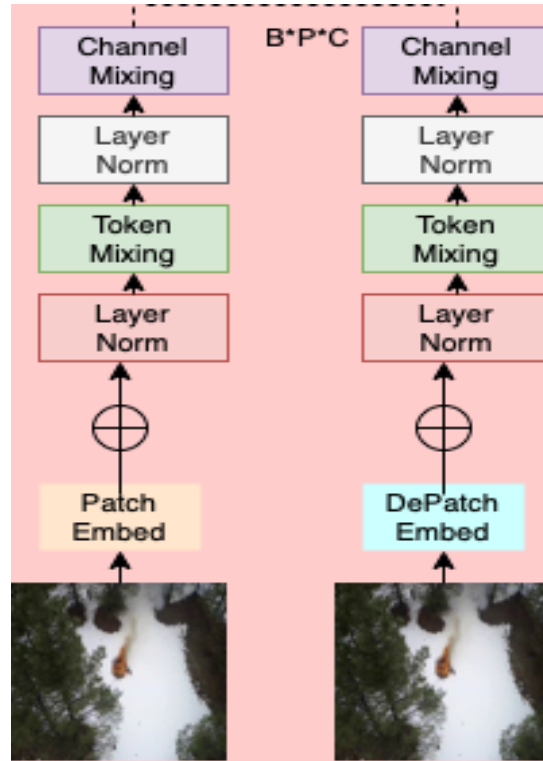 B*P*C
Channel
Mixing
Layer
Norm
Token
Mixing
Layer
Norm
Patch
Embed
Channel
Mixing
Layer
Norm
Token
Mixing
Layer
Norm
DePatch
Embed